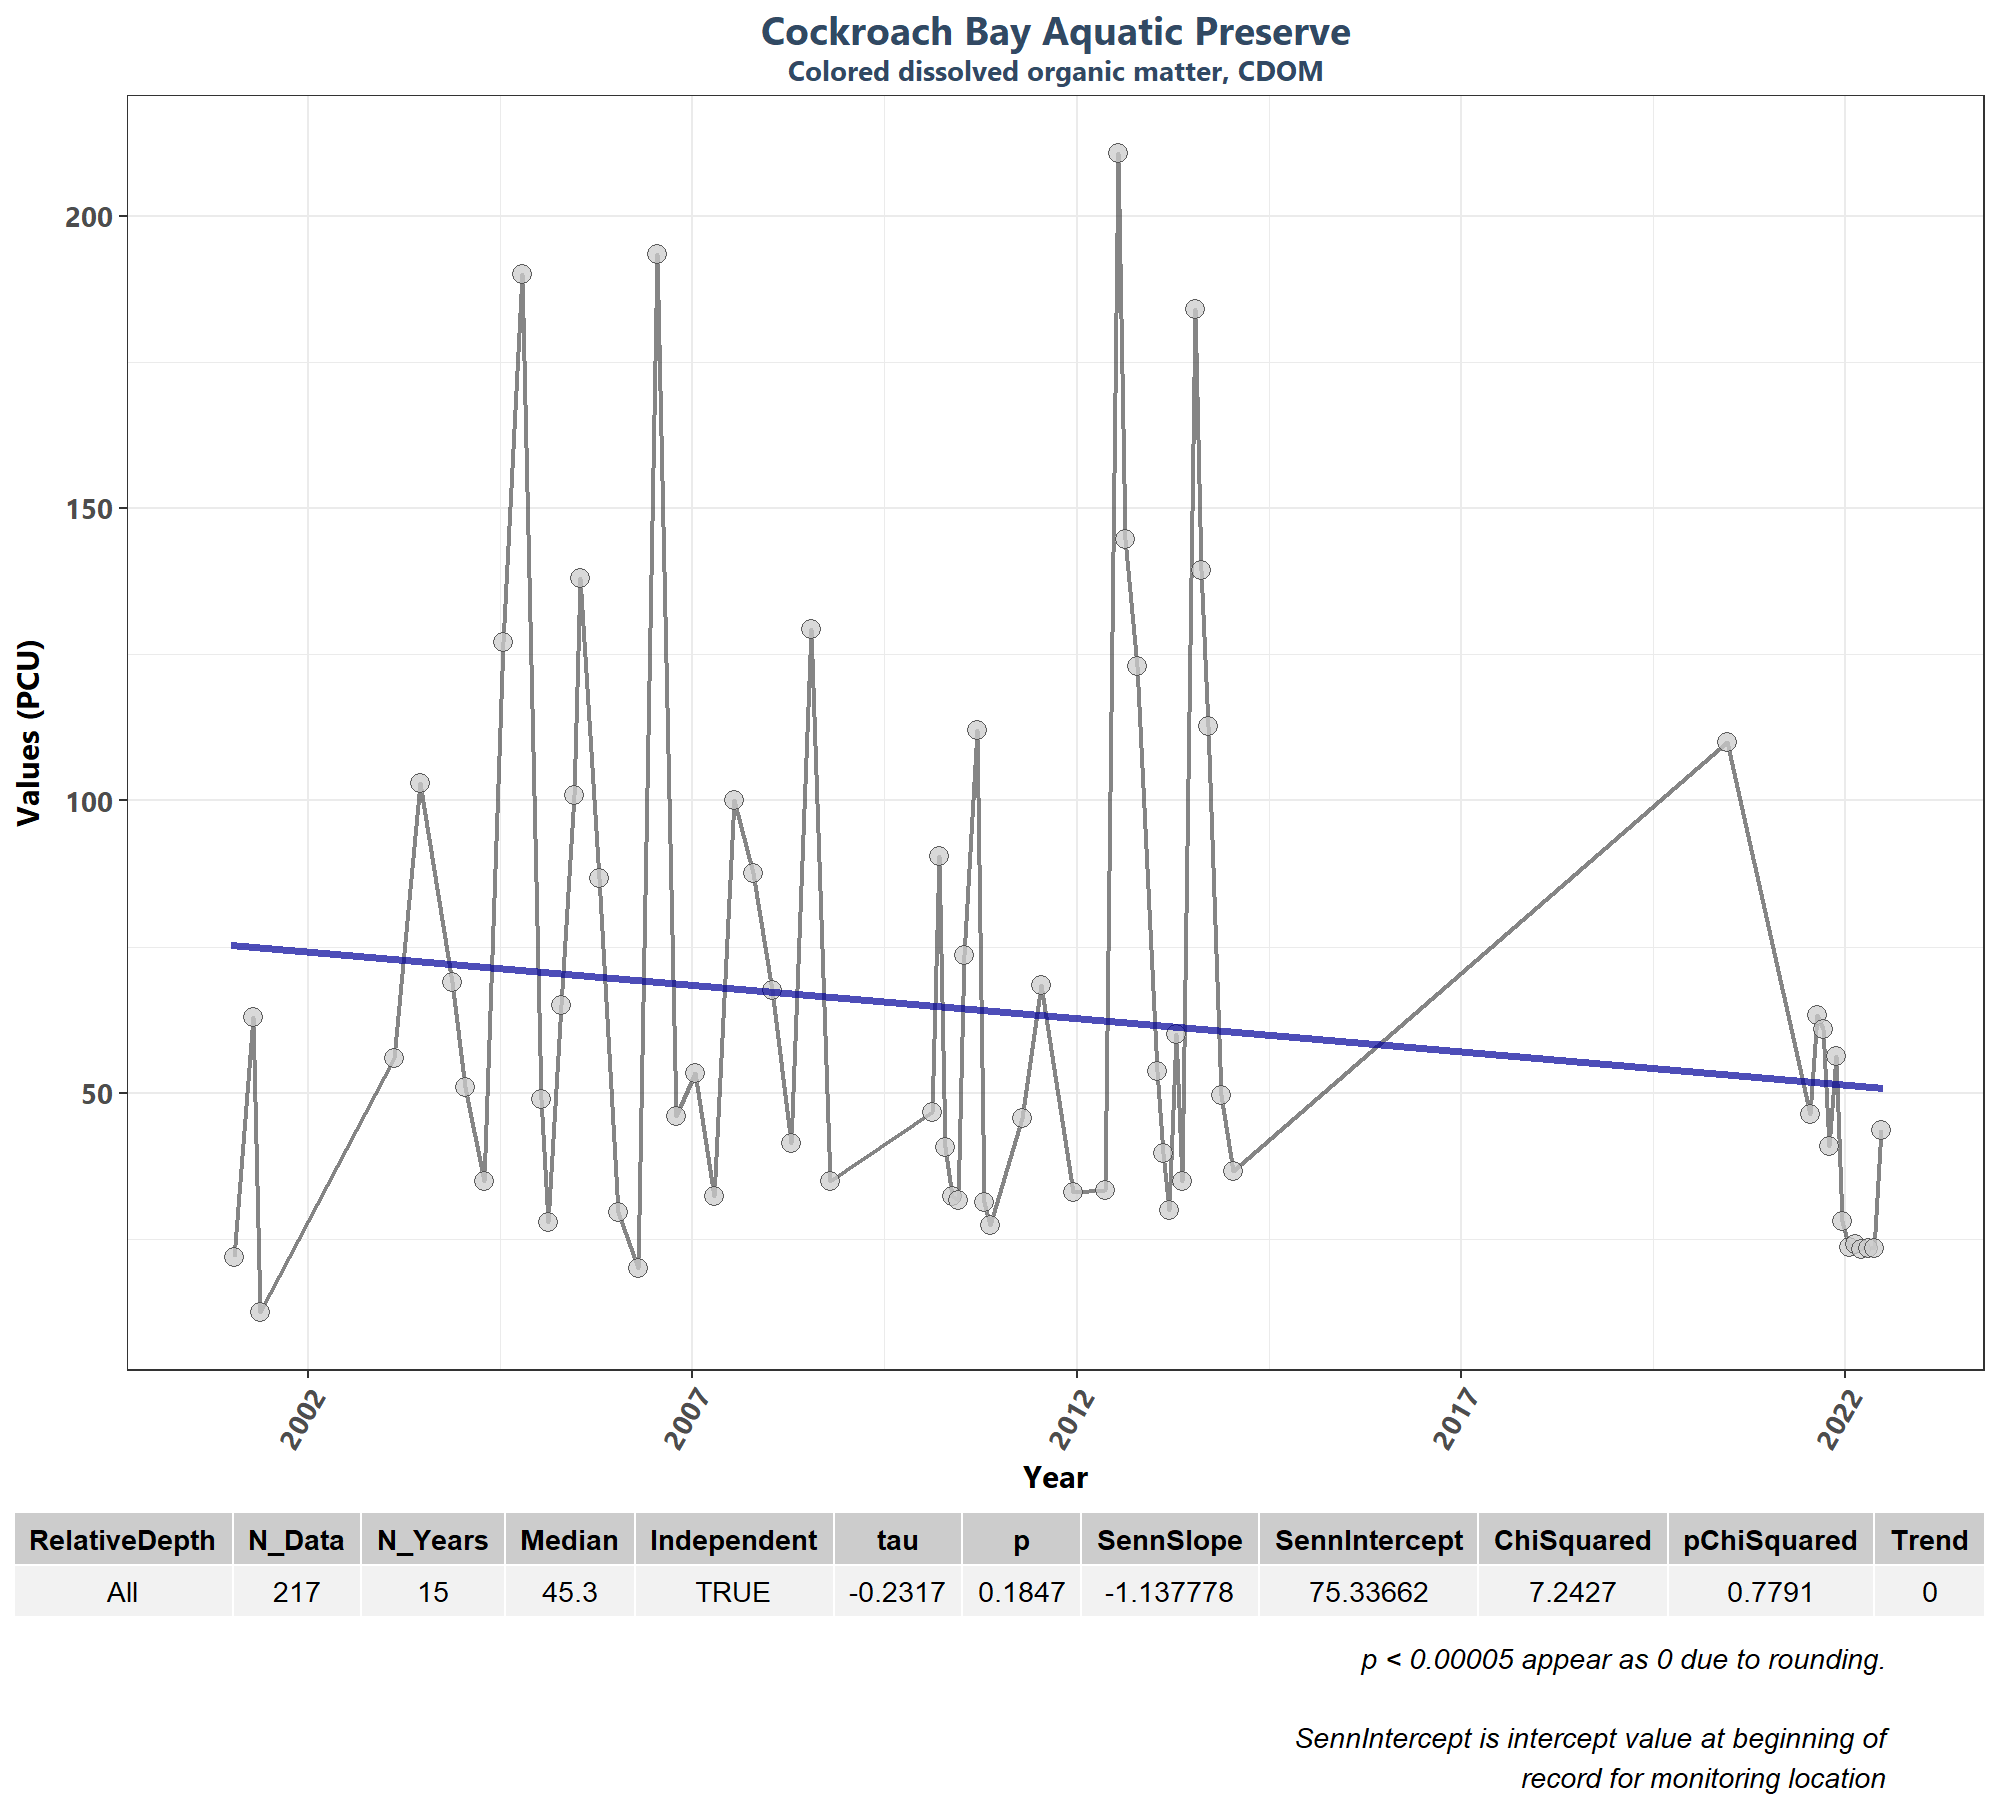 Cockroach Bay Aquatic Preserve
Colored dissolved organic matter, CDOM
Values (PCU)
200
150
100
50
2002
2007
2012
2017
2022
Year
RelativeDepth N_Data N_Years Median Independent tau p SennSlope SennIntercept ChiSquared pChiSquared Trend
All 217 15 45.3 TRUE -0.2317 0.1847 -1.137778 75.33662 7.2427 0.7791 0
p < 0.00005 appear as 0 due to rounding.
SennIntercept is intercept value at beginning of
record for monitoring location